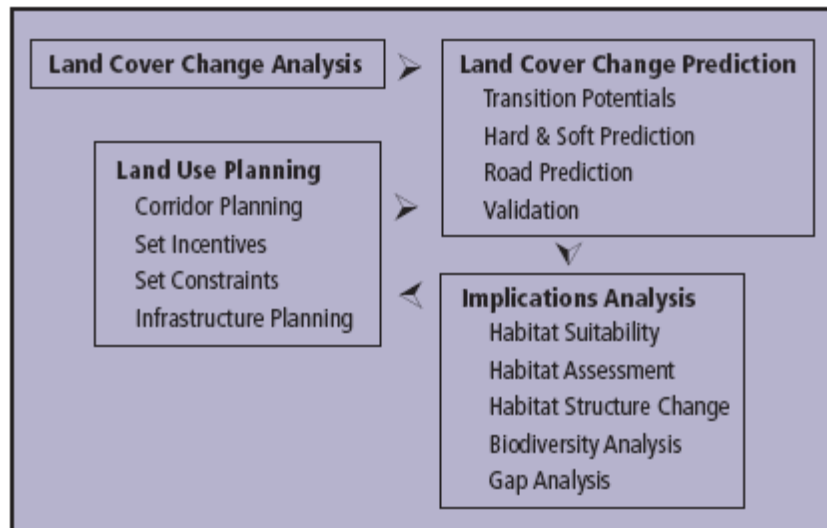 Land Cover Change Analysis
Land Cover Change Prediction
Transition Potentials
Hard & Soft Prediction
Road Prediction
Validation
Land Use Planning
Corridor Planning
Set Incentives
Set Constraints
Infrastructure Planning
Implications Analysis
Habitat Suitability
Habitat Assessment
Habitat Structure Change
Biodiversity Analysis
Gap Analysis